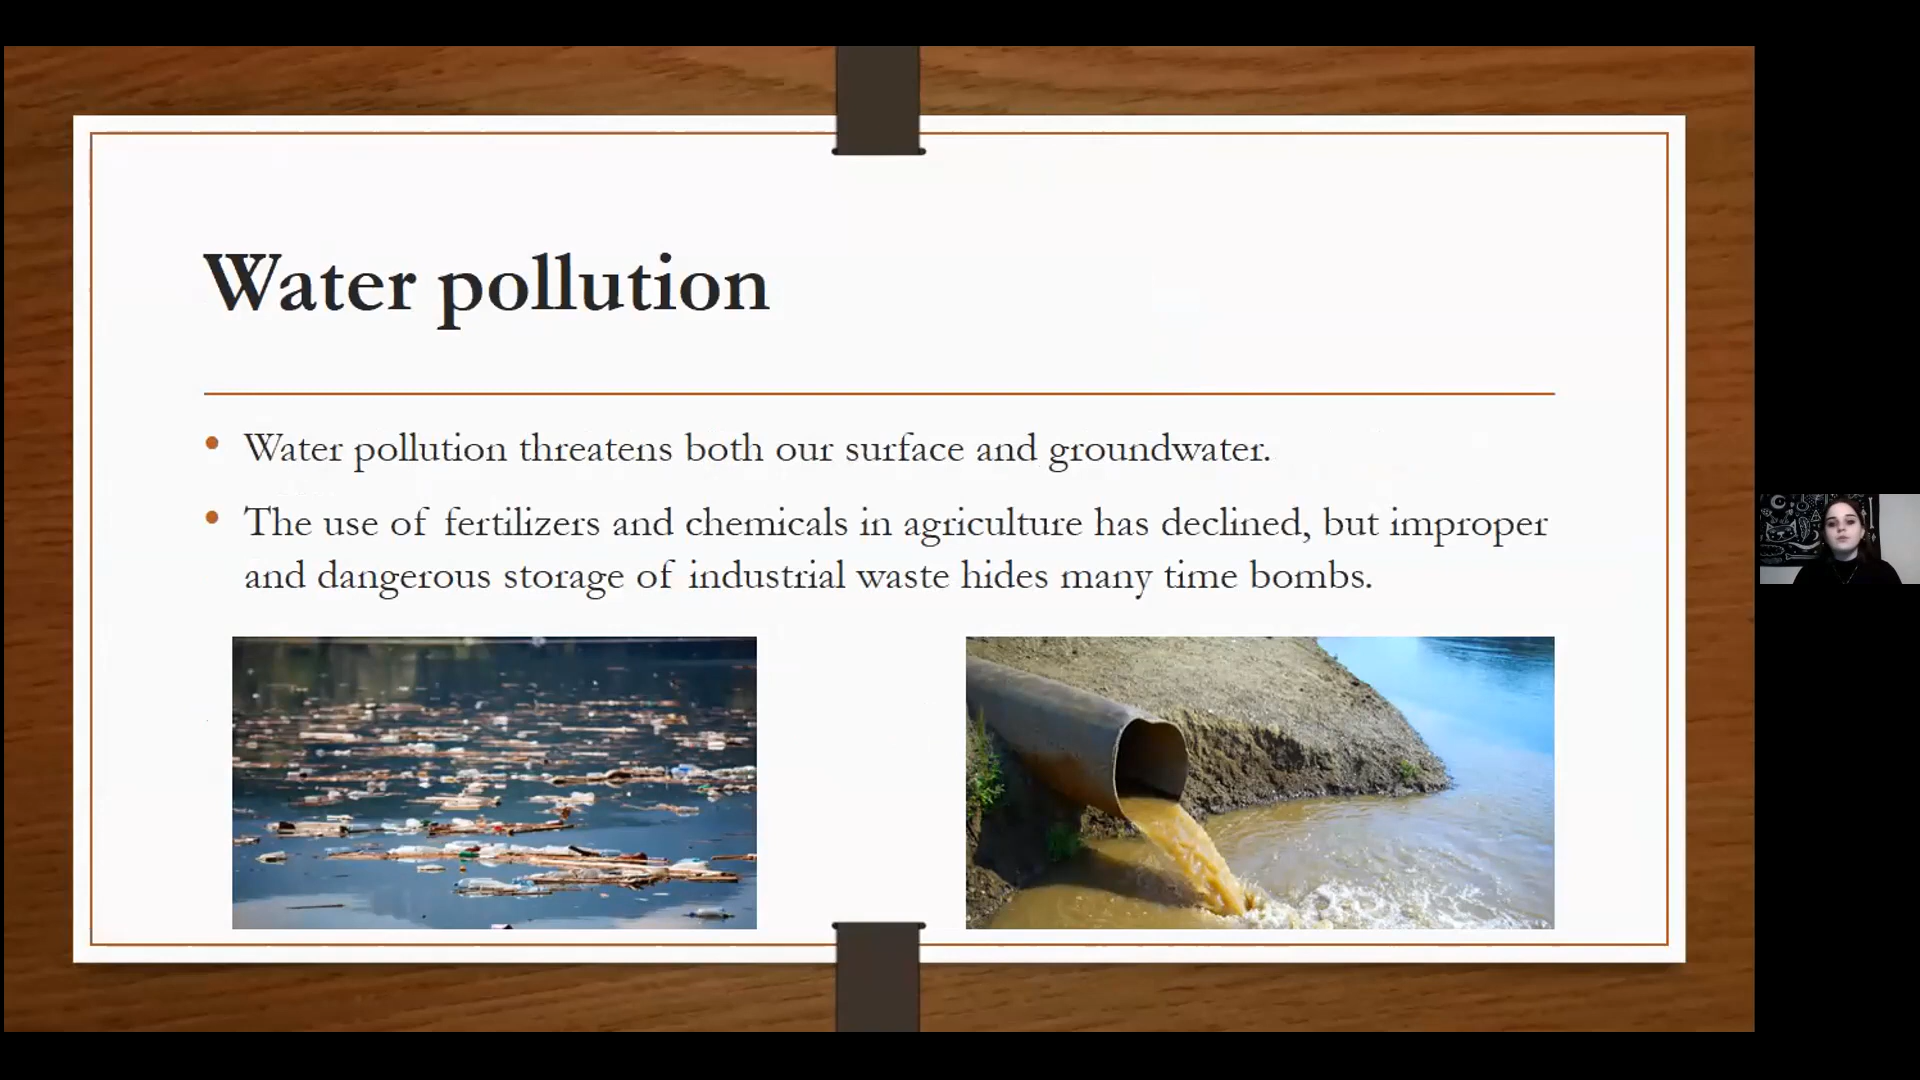 Water pollution
Water pollution threatens both our surface and groundwater.
The use of fertilizers and chemicals in agriculture has declined, but improper
and dangerous storage of industrial waste hides many time bombs.